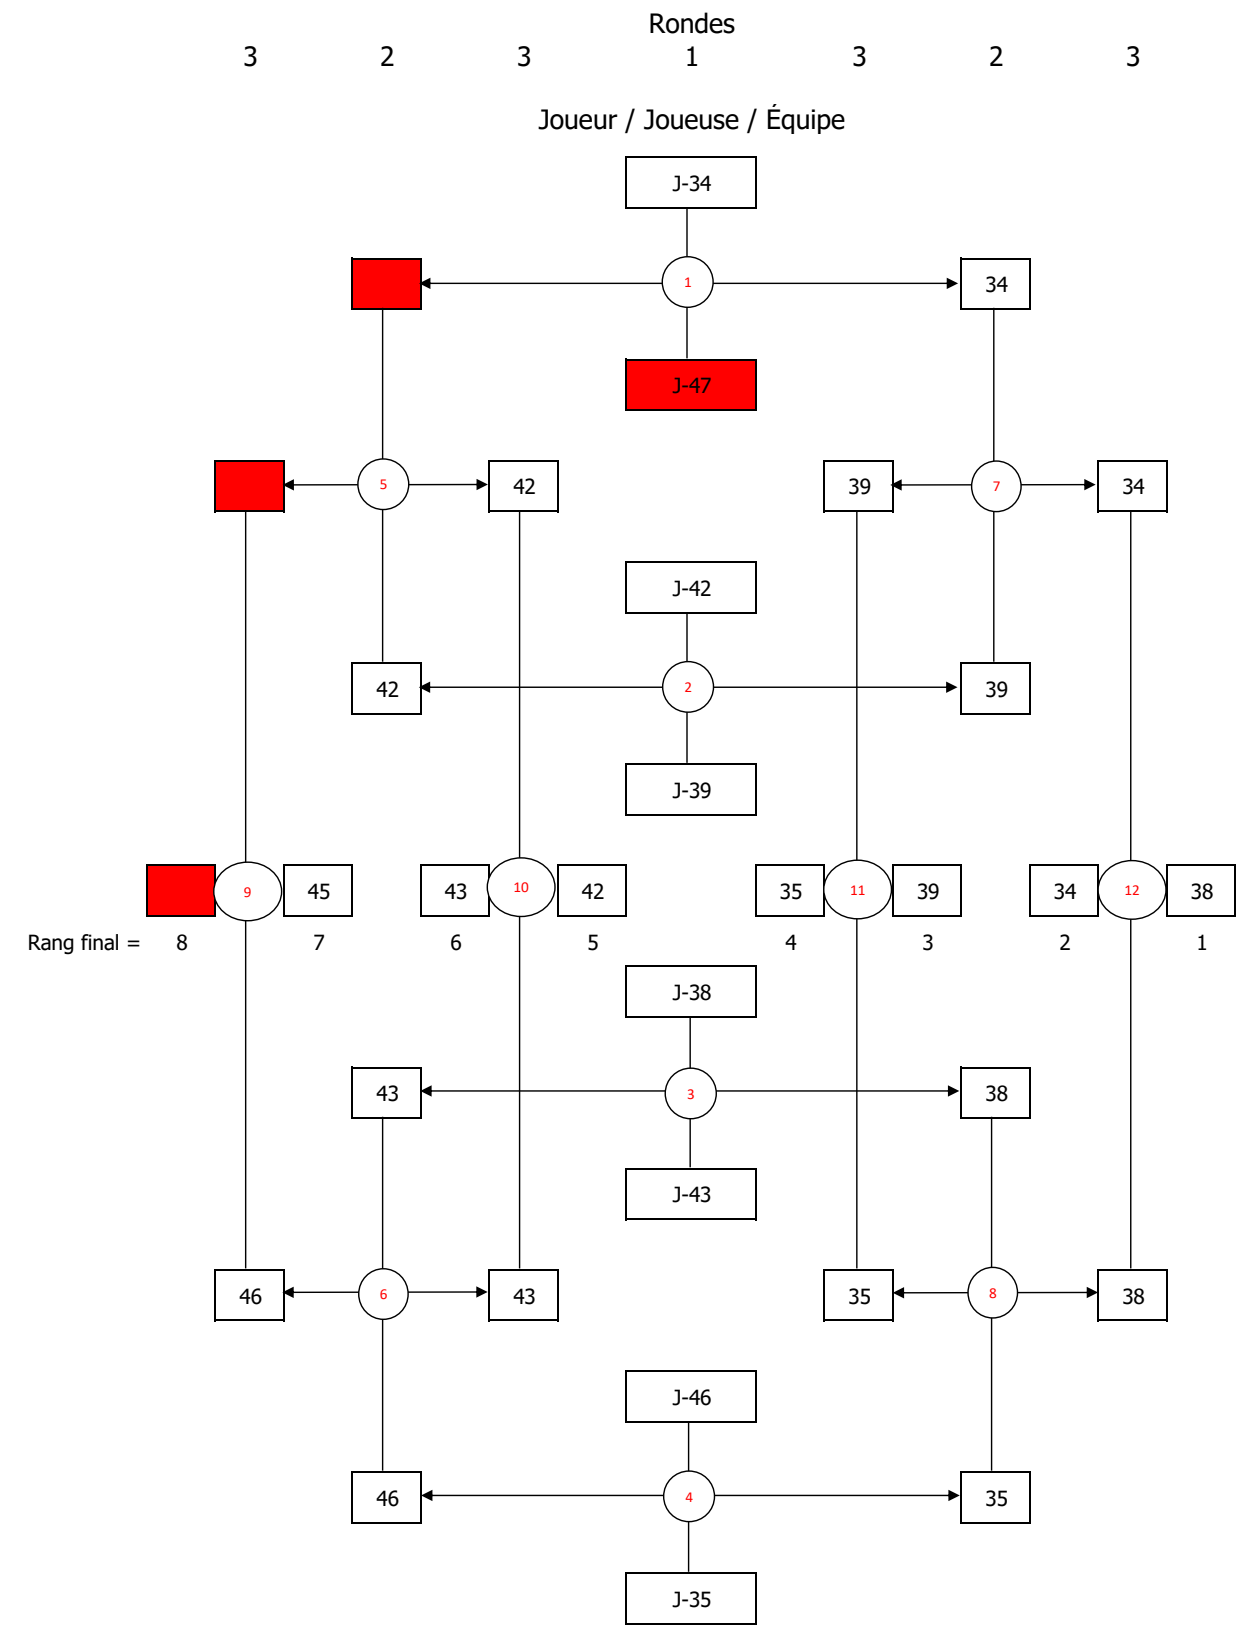 Rondes
3 2 3 1 3 2 3
Joueur / Joueuse / Équipe
J-34
1 34
J-47
5 42 39 7 34
J-42
42 2 39
J-39
9 45 43 10 42 35 11 39 34 12 38
Rang final = 8 7 6 5 4 3 2 1
J-38
43 3 38
J-43
46 6 43 35 8 38
J-46
46 4 35
J-35